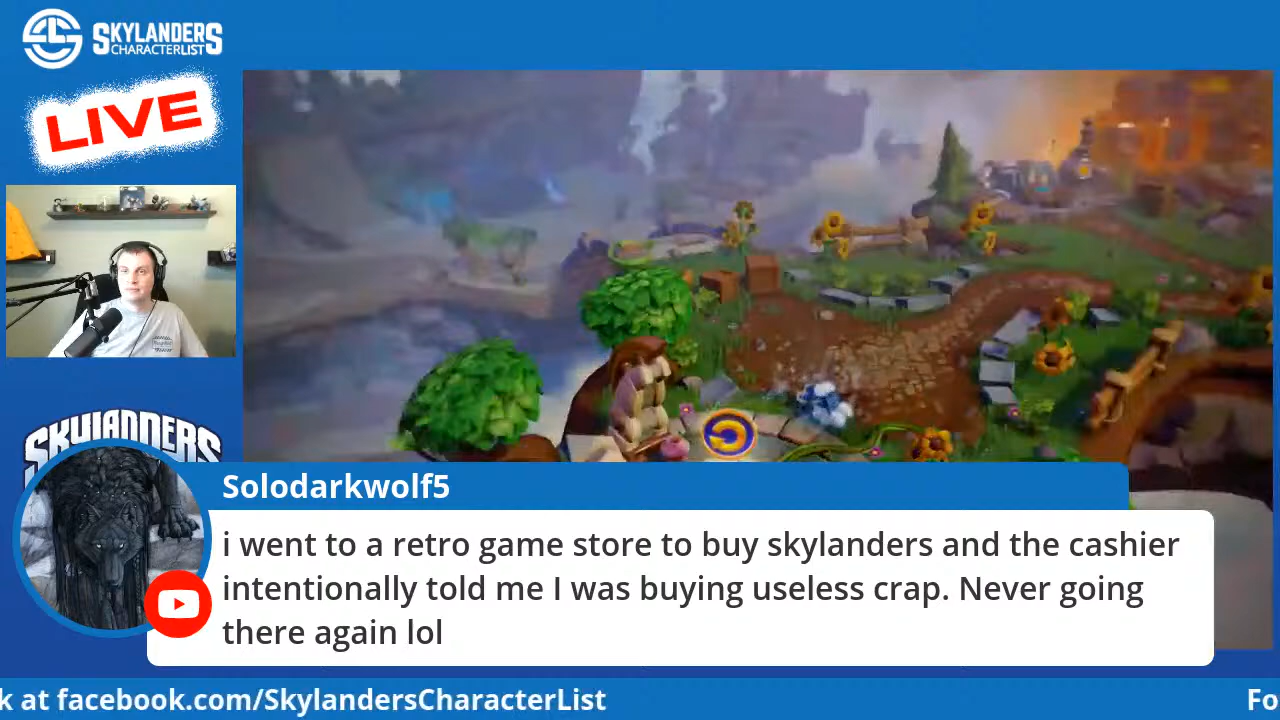 SKYLANDERS
CHARACTERLIST
LIVE
SKYLANDERS
Solodarkwolf5
i went to a retro game store to buy skylanders and the cashier
intentionally told me I was buying useless crap. Never going
there again lol
k at facebook.com/SkylandersCharacterList
Fo